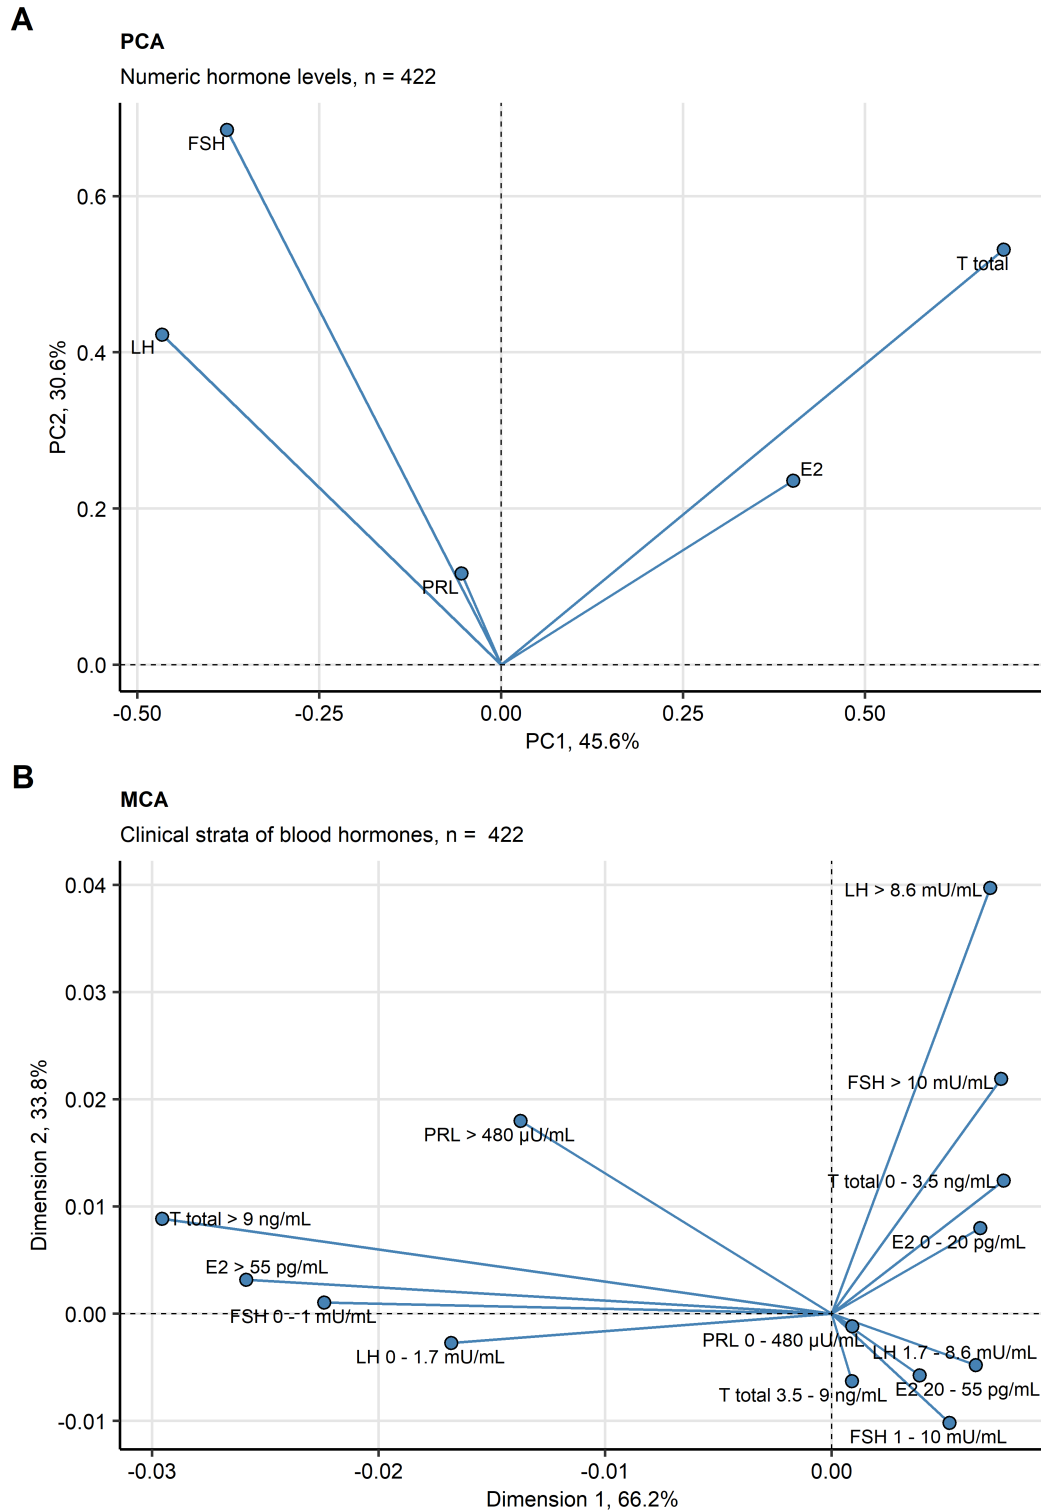 A
PCA
Numeric hormone levels, n = 422
FSH
0.6
T total
LH
0.4
PC2, 30.6%
E2
0.2
PRL
0.0
-0.50
-0.25
0.00
0.25
0.50
PC1, 45.6%
B
MCA
Clinical strata of blood hormones, n =  422
0.04
LH > 8.6 mU/mL
0.03
FSH > 10 mU/mL
0.02
PRL > 480 µU/mL
Dimension 2, 33.8%
T total 0 - 3.5 ng/mL
0.01
T total > 9 ng/mL
E2 0 - 20 pg/mL
E2 > 55 pg/mL
0.00
FSH 0 - 1 mU/mL
PRL 0 - 480 µU/mL
LH 0 - 1.7 mU/mL
LH 1.7 - 8.6 mU/mL
T total 3.5 - 9 ng/mL
E2 20 - 55 pg/mL
-0.01
FSH 1 - 10 mU/mL
-0.03
-0.02
-0.01
0.00
Dimension 1, 66.2%